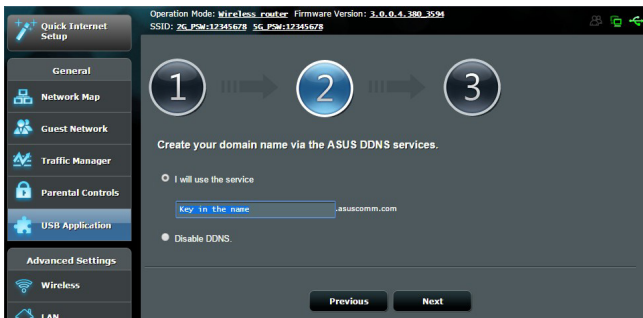 Quick Internet
Setup
Operation Mode: Wireless router Firmware Version: 3.0.0.4.380_3594
SSID: 2G_PSW:12345678 5G_PSW:12345678
General
Network Map
Guest Network
Traffic Manager
Parental Controls
USB Application
Advanced Settings
Wireless
LAN
1
2
3
Create your domain name via the ASUS DDNS services.
I will use the service
Key in the name .asuscomm.com
Disable DDNS.
Previous Next